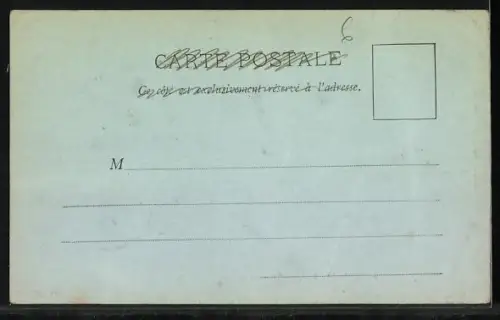 6
CARTE POSTALE
Ce côté est exclusivement réservé à l'adresse.
M